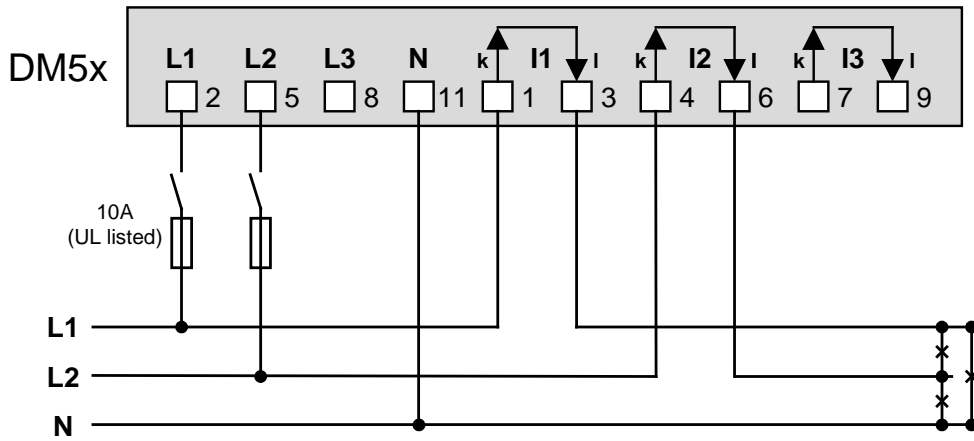 L1 L2 L3 N k I1 l k I2 l k I3 l
DM5x
2 5 8 11 1 3 4 6 7 9
10A
(UL listed)
L1
L2
N